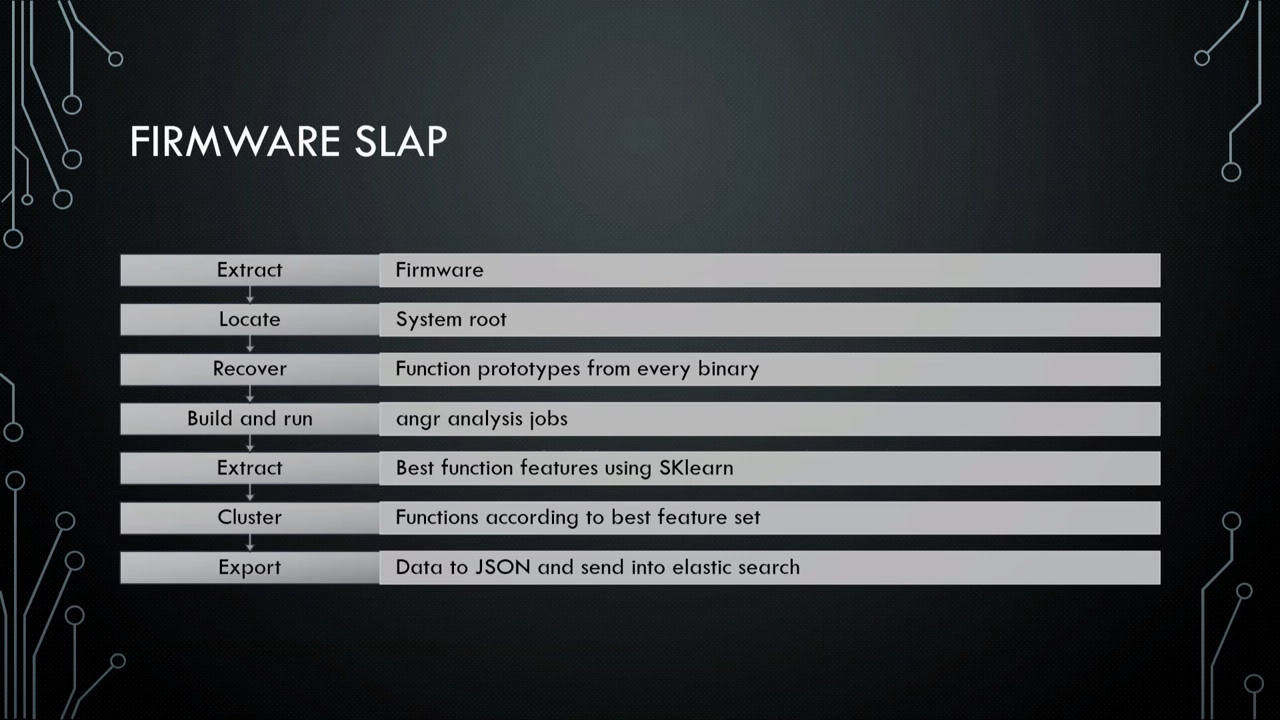 FIRMWARE SLAP
Extract Firmware
Locate System root
Recover Function prototypes from every binary
Build and run angr analysis jobs
Extract Best function features using SKlearn
Cluster Functions according to best feature set
Export Data to JSON and send into elastic search